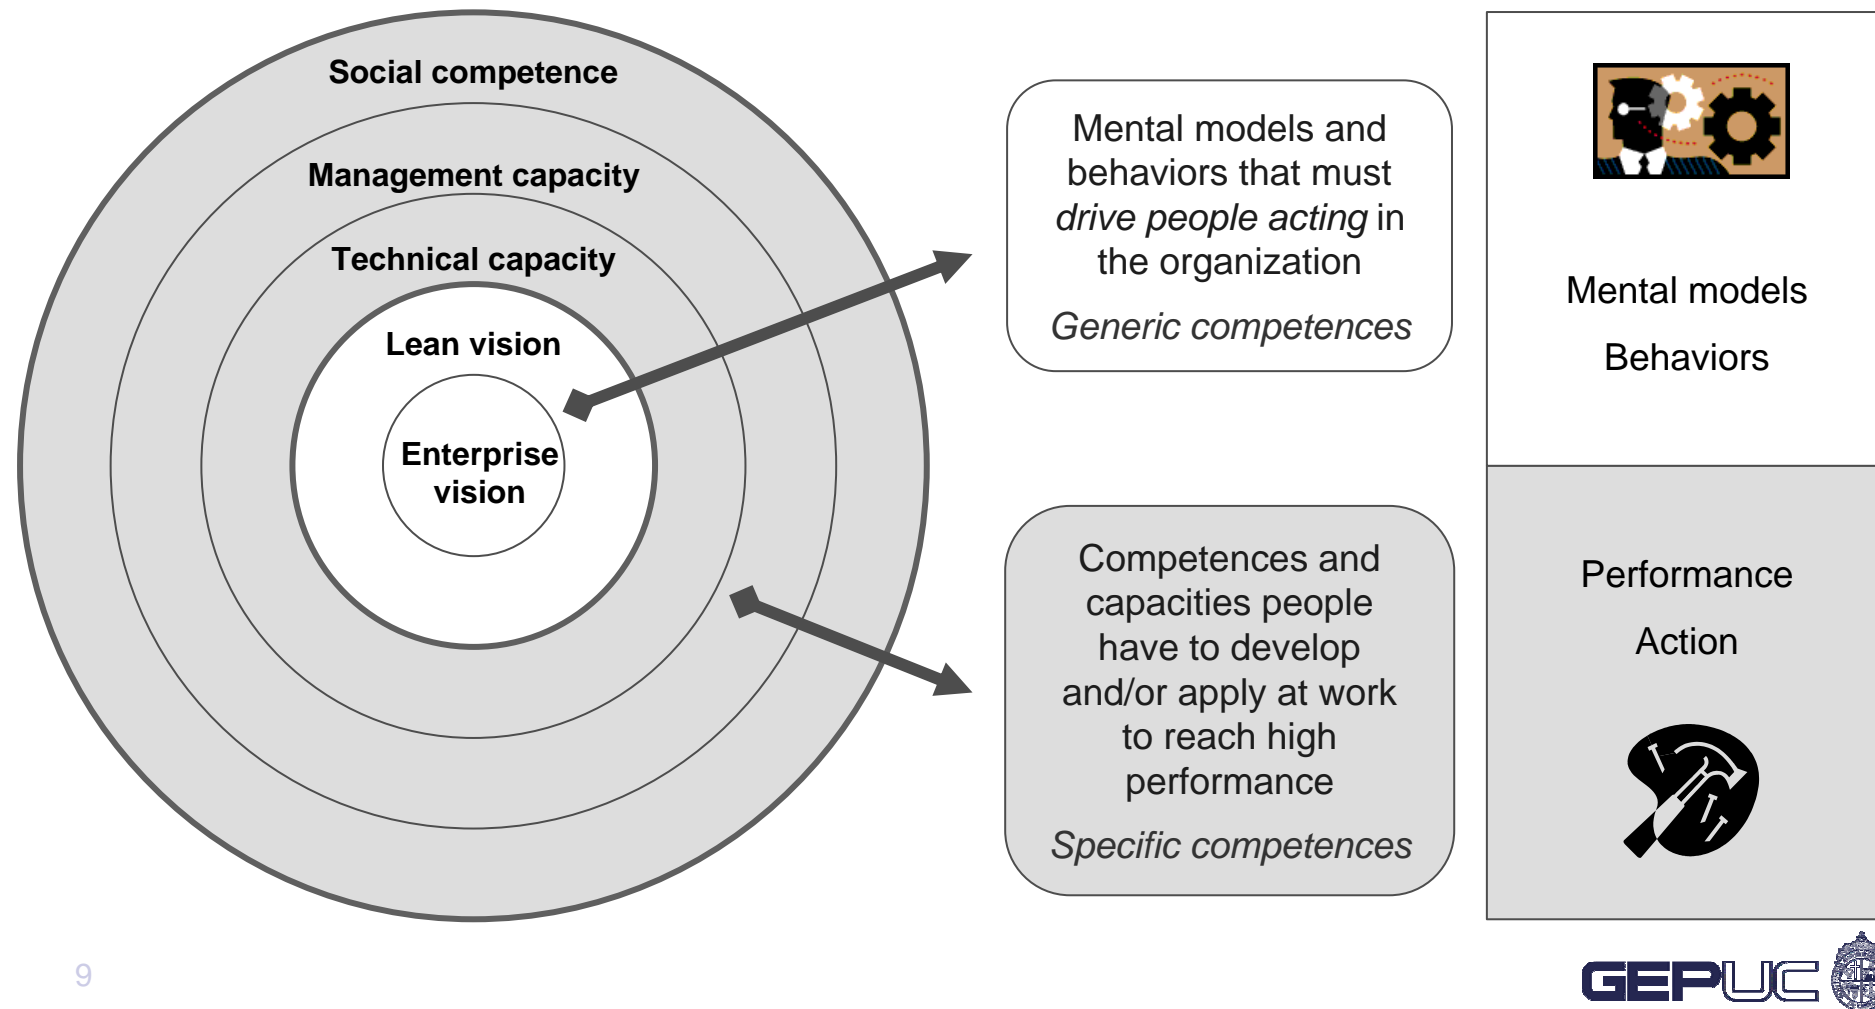 Social competence
Management capacity
Technical capacity
Lean vision
Enterprise
vision
Mental models and
behaviors that must
drive people acting in
the organization
Generic competences
Competences and
capacities people
have to develop
and/or apply at work
to reach high
performance
Specific competences
Mental models
Behaviors
Performance
Action
9
GEPUC